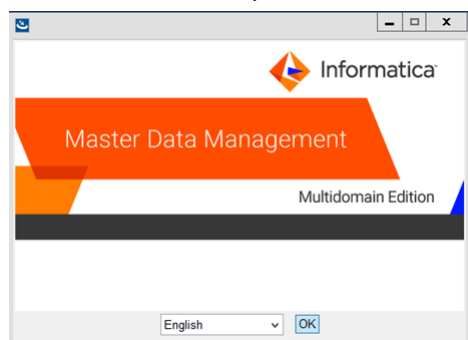 Informatica
Master Data Management
Multidomain Edition
English
OK